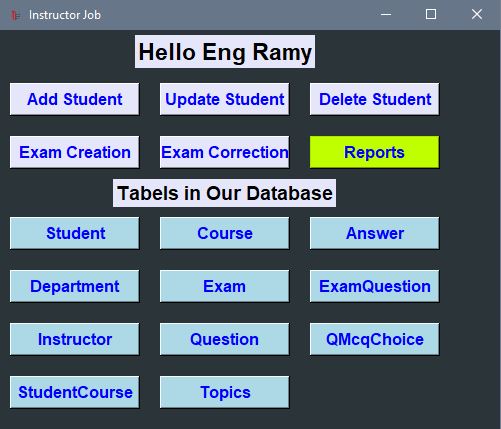 Instructor Job
Hello Eng Ramy
Add Student Update Student Delete Student
Exam Creation Exam Correction Reports
Tabels in Our Database
Student Course Answer
Department Exam ExamQuestion
Instructor Question QMcqChoice
StudentCourse Topics